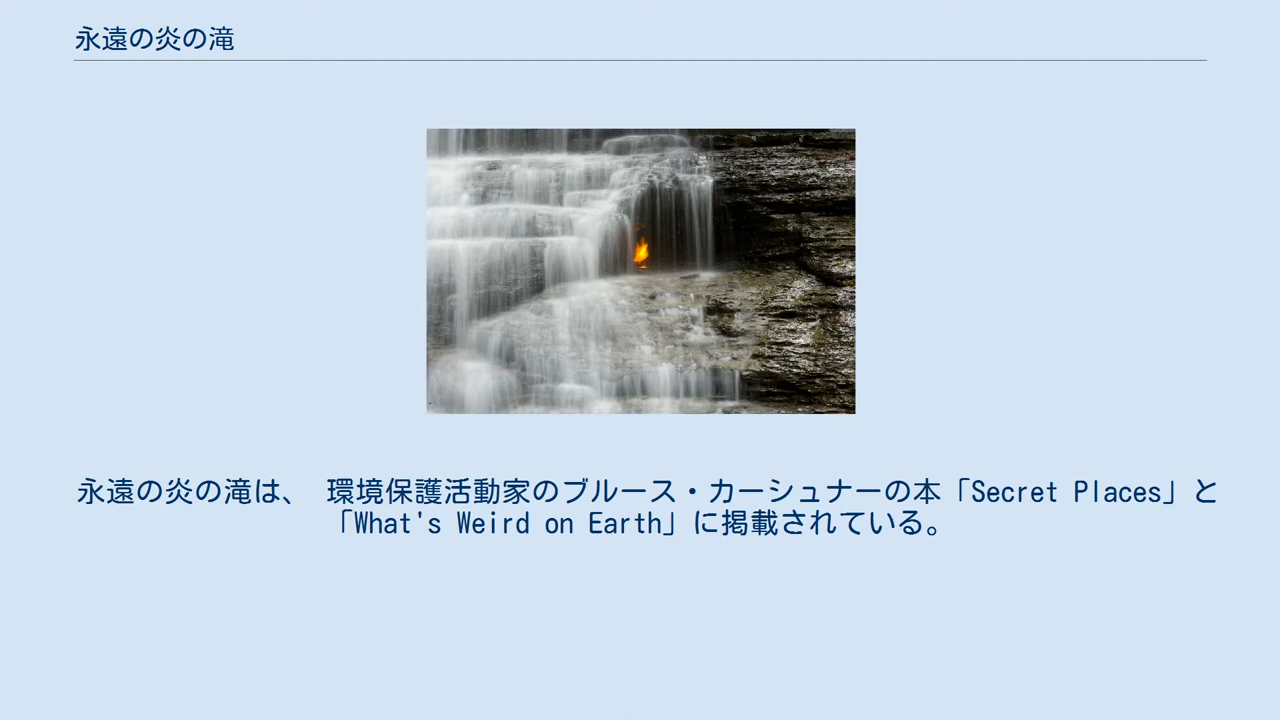 永遠の炎の滝
永遠の炎の滝は、 環境保護活動家のブルース・カーシュナーの本「Secret Places」と
「What's Weird on Earth」に掲載されている。